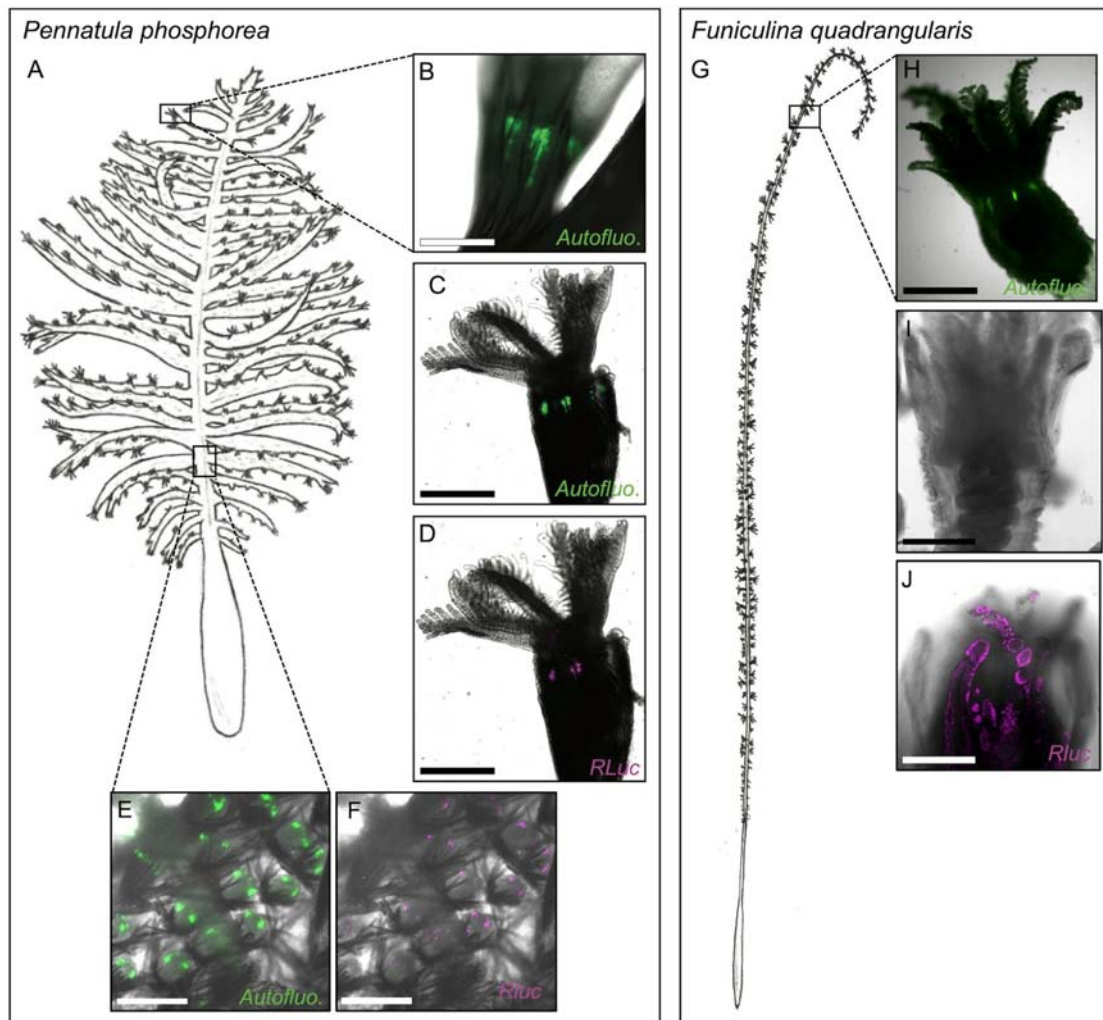 Pennatula phosphorea
A
B
Autofluo.
C
Autofluo.
D
RLuc
E
Autofluo.
F
Rluc
Funiculina quadrangularis
G
H
Autofluo.
I
J
Rluc